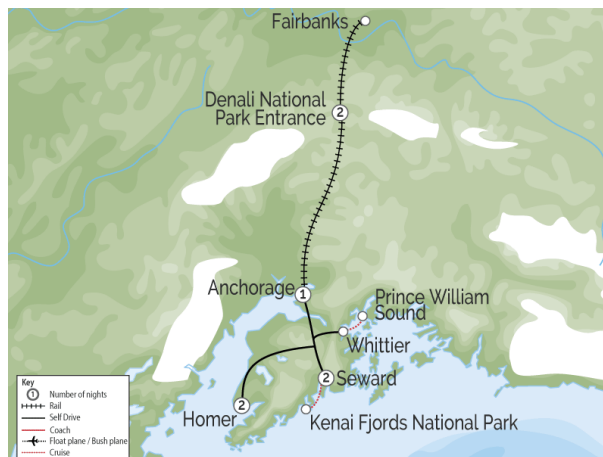 Fairbanks
Denali National
Park Entrance
2
Anchorage
1
Prince William
Sound
Whittier
2
Seward
2
Homer
Kenai Fjords National Park
Key
1 Number of nights
Rail
Self Drive
Coach
Float plane / Bush plane
Cruise